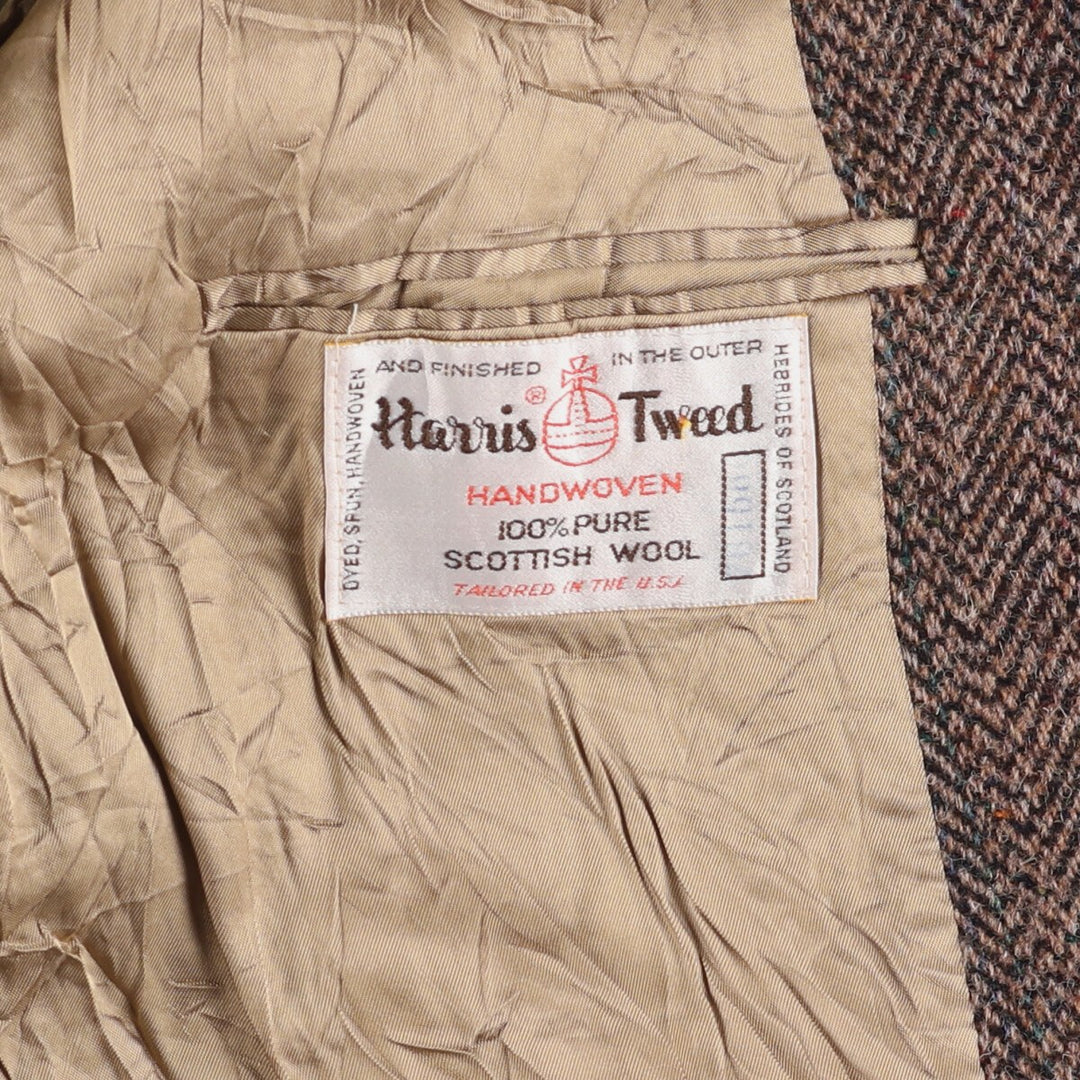 DYED, SPUN, HANDWOVEN
AND FINISHED
IN THE OUTER
HEBRIDES OF SCOTLAND
Harris ® Tweed
HANDWOVEN
100% PURE
SCOTTISH WOOL
TAILORED IN THE U.S.A